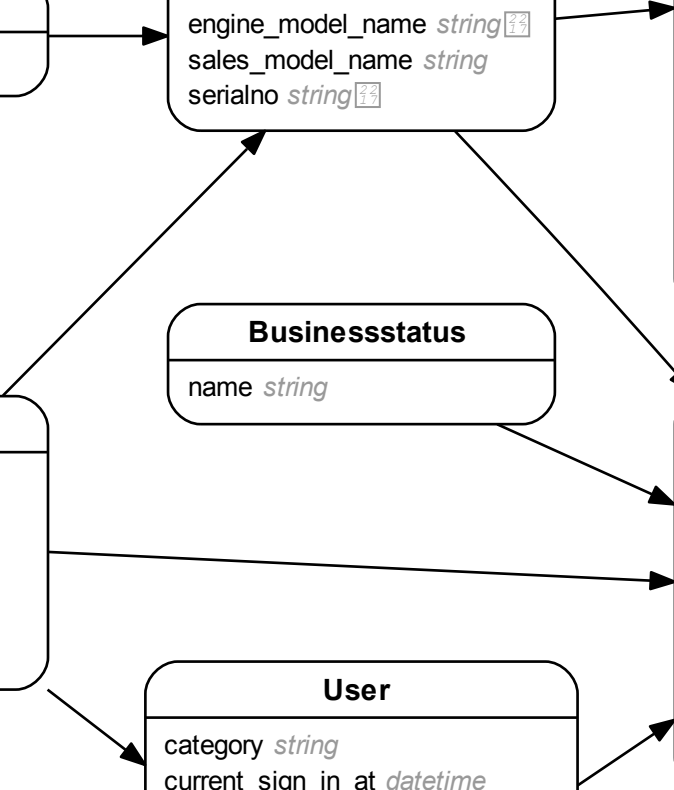 engine_model_name string∗
sales_model_name string
serialno string∗
Businessstatus
name string
User
category string
current_sign_in_at datetime